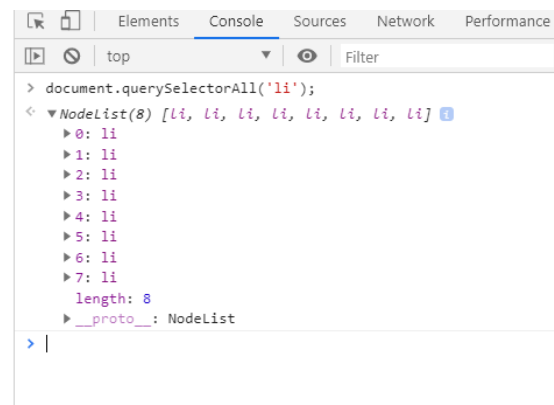 Elements Console Sources Network Performance
top Filter
> document.querySelectorAll('li');
NodeList(8) [li, li, li, li, li, li, li, li] i
0: li
1: li
2: li
3: li
4: li
5: li
6: li
7: li
length: 8
__proto__: NodeList
>